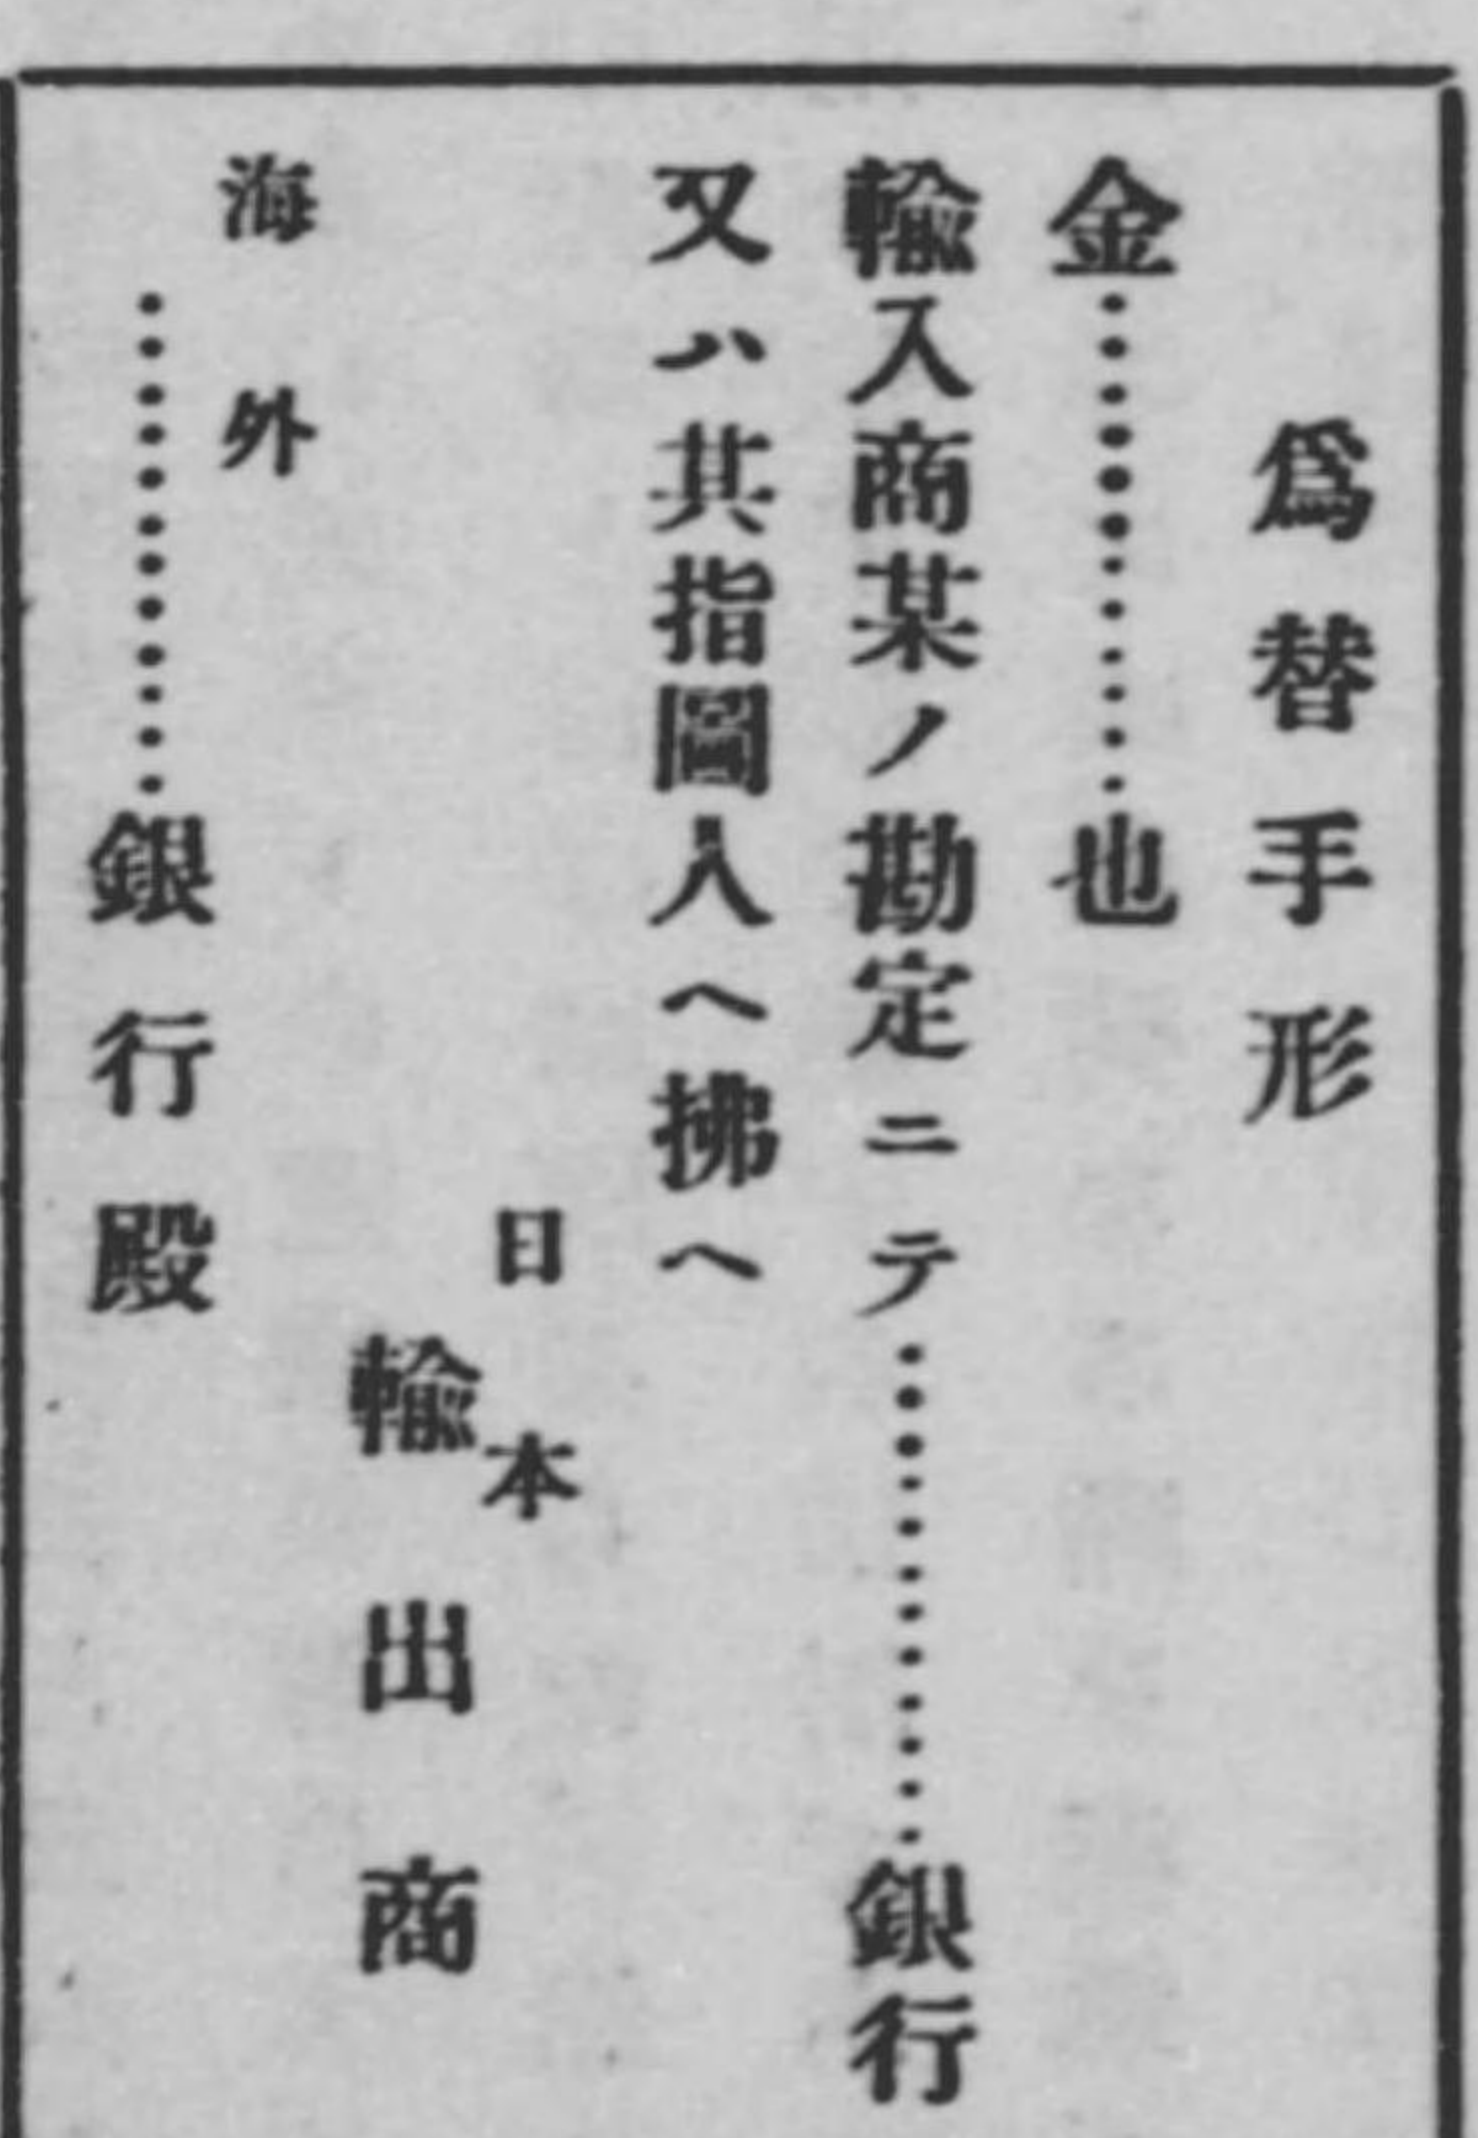 爲替手形
金……………………也
輸入商某ノ勘定ニテ……………………銀行
又ハ其指圖人ヘ拂ヘ
日本
輸出商
海外
……………………銀行殿